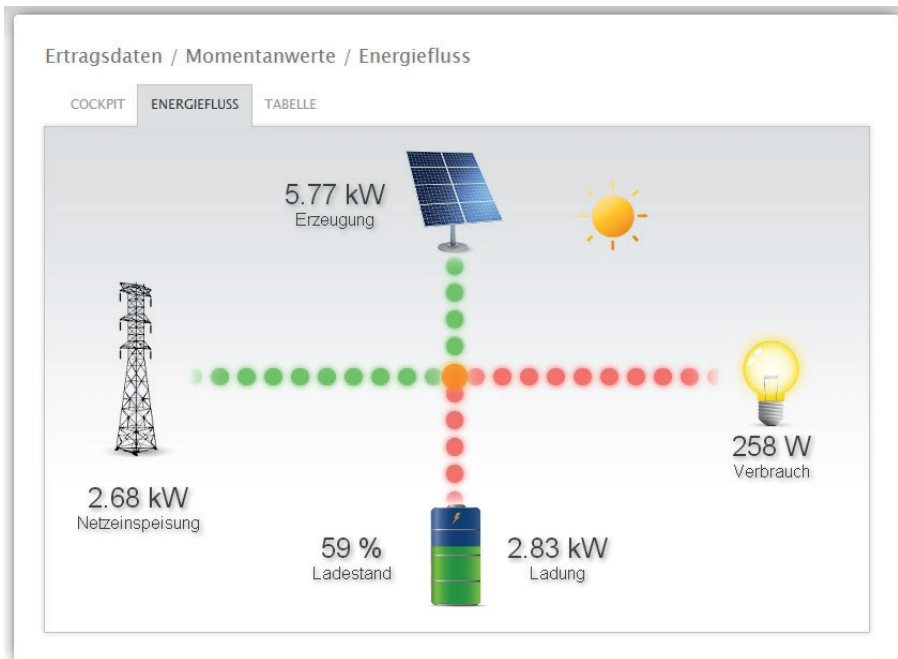 Ertragsdaten / Momentanwerte / Energiefluss
COCKPIT ENERGIEFLUSS TABELLE
5.77 kW
Erzeugung
2.68 kW
Netzeinspeisung
258 W
Verbrauch
59 %
Ladestand
2.83 kW
Ladung